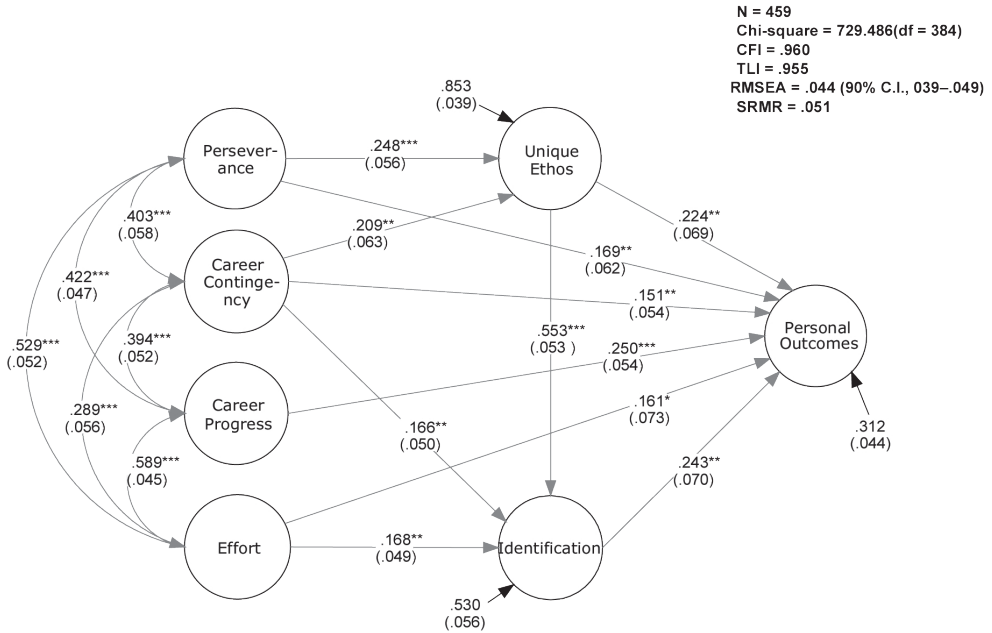 N = 459
Chi-square = 729.486(df = 384)
CFI = .960
TLI = .955
RMSEA = .044 (90% C.I., 039–.049)
SRMR = .051
.853
(.039)
Persever-
ance
.248***
(.056)
Unique
Ethos
.403***
(.058)
.209**
(.063)
.224**
(.069)
.169**
(.062)
Career
Continge-
ncy
.422***
(.047)
.151**
(.054)
.553***
(.053 )
Personal
Outcomes
.529***
(.052)
.394***
(.052)
.250***
(.054)
Career
Progress
.289***
(.056)
.161*
(.073)
.166**
(.050)
.312
(.044)
.589***
(.045)
.243**
(.070)
Effort
.168**
(.049)
Identification
.530
(.056)